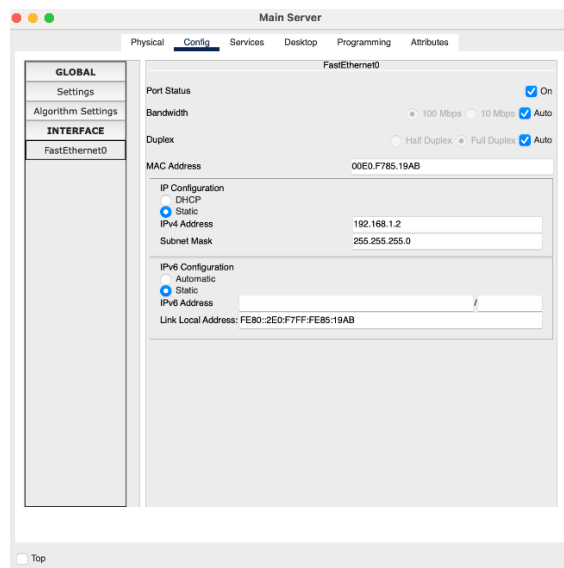 Main Server
Physical Config Services Desktop Programming Attributes
GLOBAL
Settings
Algorithm Settings
INTERFACE
FastEthernet0
FastEthernet0
Port Status On
Bandwidth 100 Mbps 10 Mbps Auto
Duplex Half Duplex Full Duplex Auto
MAC Address 00E0.F785.19AB
IP Configuration
DHCP
Static
IPv4 Address 192.168.1.2
Subnet Mask 255.255.255.0
IPv6 Configuration
Automatic
Static
IPv6 Address /
Link Local Address: FE80::2E0:F7FF:FE85:19AB
Top